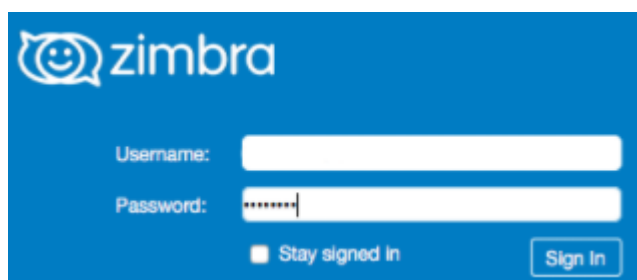 zimbra
Username:
Password:
••••••••
Stay signed in
Sign In